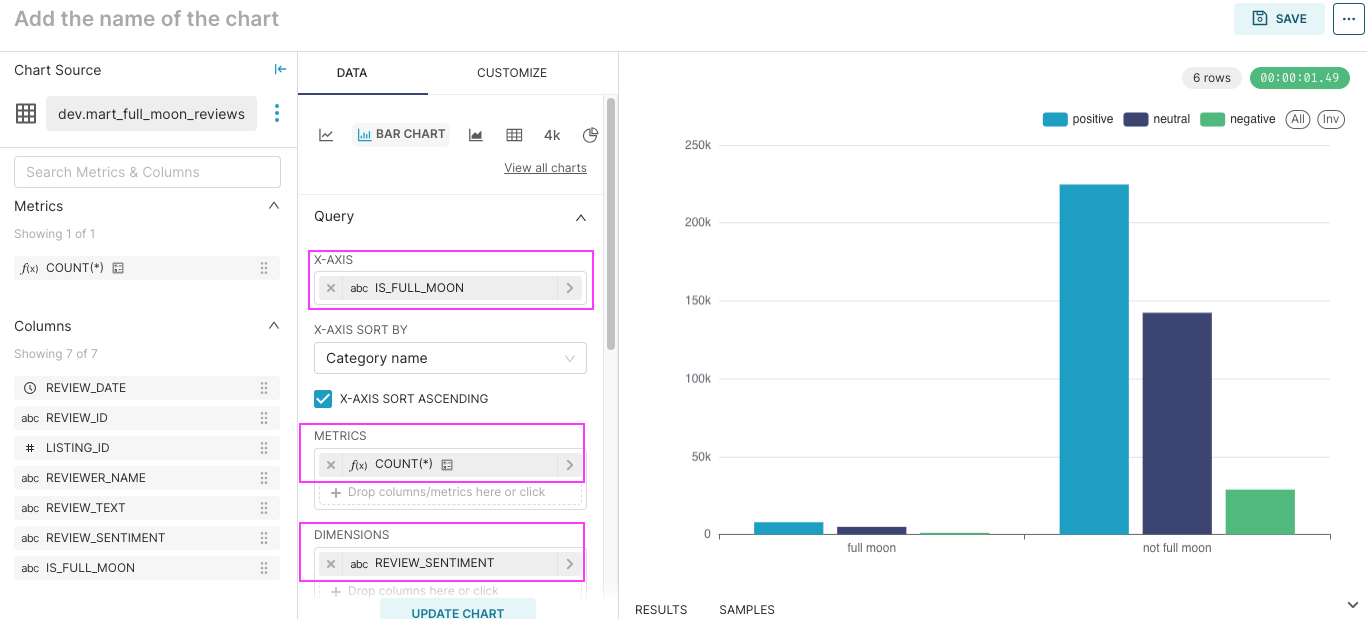 Add the name of the chart
SAVE
...
Chart Source
dev.mart_full_moon_reviews
Search Metrics & Columns
Metrics
Showing 1 of 1
f(x) COUNT(*)
Columns
Showing 7 of 7
REVIEW_DATE
abc REVIEW_ID
# LISTING_ID
abc REVIEWER_NAME
abc REVIEW_TEXT
abc REVIEW_SENTIMENT
abc IS_FULL_MOON
DATA CUSTOMIZE
BAR CHART 4k
View all charts
Query
X-AXIS
× abc IS_FULL_MOON
X-AXIS SORT BY
Category name
X-AXIS SORT ASCENDING
METRICS
× f(x) COUNT(*)
+ Drop columns/metrics here or click
DIMENSIONS
× abc REVIEW_SENTIMENT
+ Drop columns here or click
UPDATE CHART
6 rows 00:00:01.49
positive neutral negative All Inv
250k
200k
150k
100k
50k
0
full moon not full moon
RESULTS SAMPLES